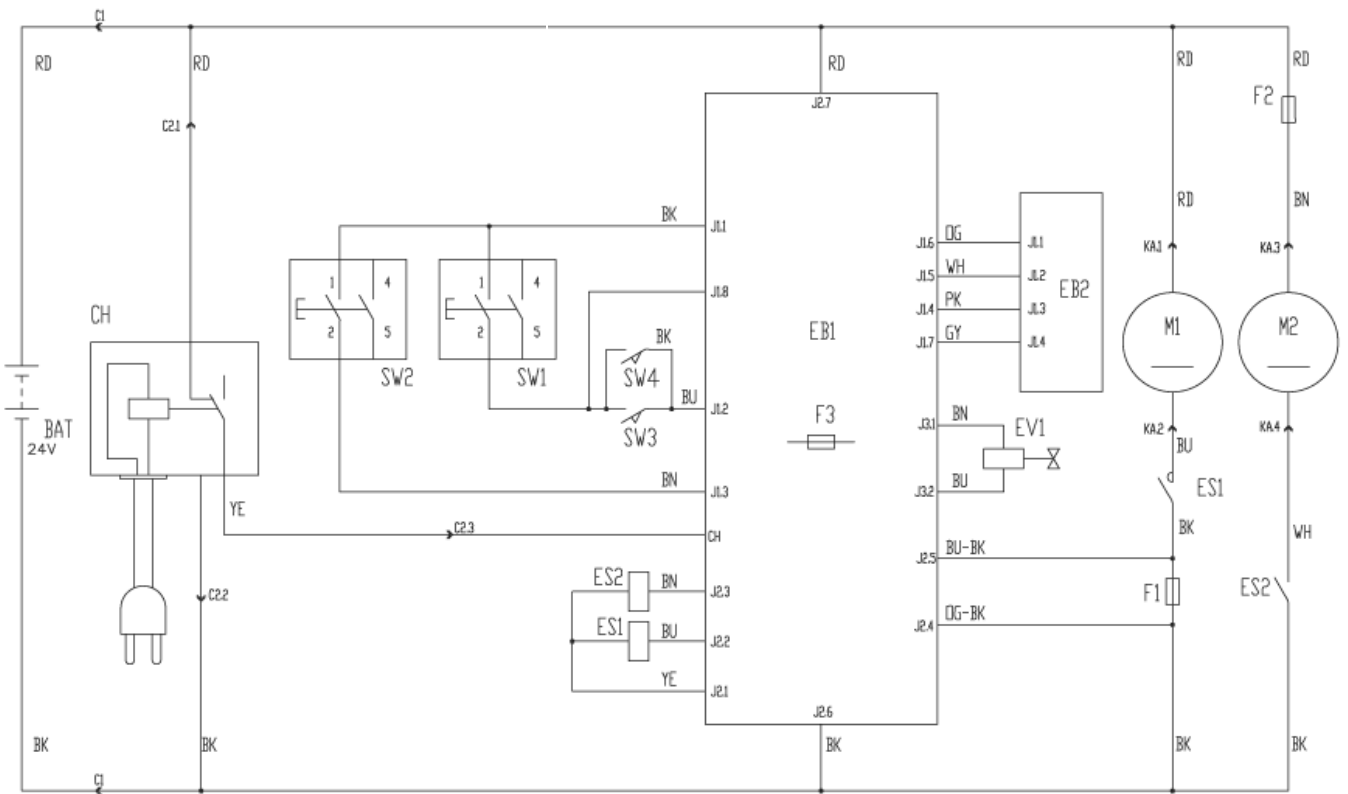 C1
RD
RD
RD
RD
RD
F2
J2.7
C2.1
RD
BN
BK
J1.1
J1.6
OG
J1.1
KA.1
KA.3
J1.5
WH
J1.2
1
4
1
4
J1.8
EB2
J1.4
PK
J1.3
CH
EB1
M1
M2
2
5
2
5
BK
J1.7
GY
J1.4
SW2
SW1
SW4
BU
J1.2
BAT
24V
SW3
F3
J3.1
BN
EV1
KA.2
KA.4
BU
BN
J1.3
J3.2
BU
ES1
YE
C2.3
CH
BK
WH
J2.5
BU-BK
ES2
BN
J2.3
C2.2
F1
ES2
ES1
BU
J2.2
J2.4
OG-BK
YE
J2.1
J2.6
BK
BK
BK
BK
BK
C1